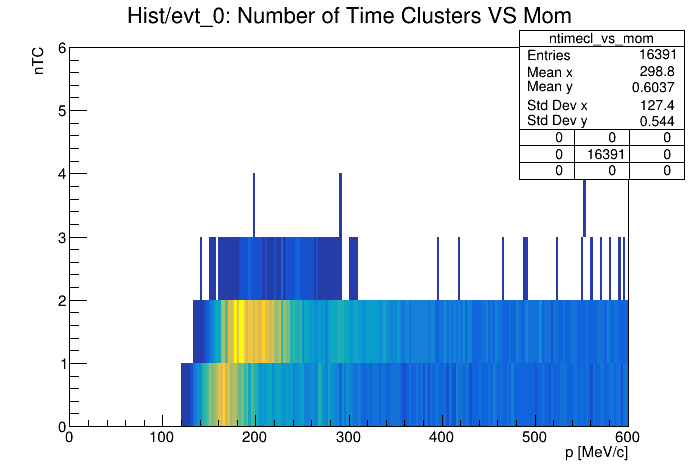 Hist/evt_0: Number of Time Clusters VS Mom
ntimecl_vs_mom
Entries 16391
Mean x 298.8
Mean y 0.6037
Std Dev x 127.4
Std Dev y 0.544
0 0 0
0 16391 0
0 0 0
nTC
6
5
4
3
2
1
0
0 100 200 300 400 500 600
p [MeV/c]